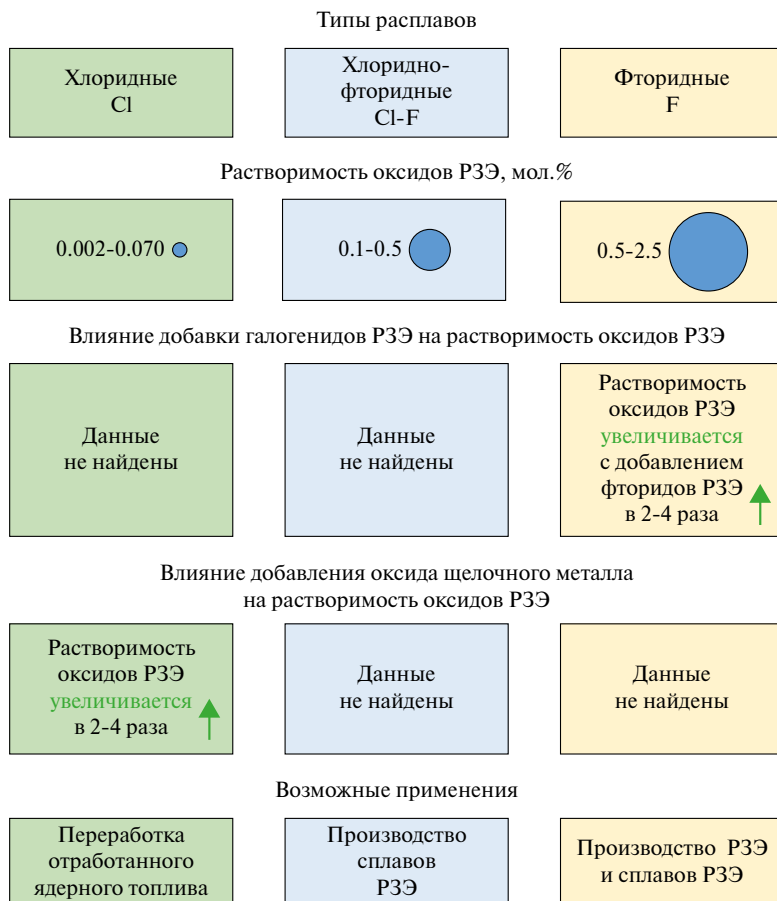 Типы расплавов
Хлоридные
Cl
Хлоридно-
фторидные
Cl-F
Фторидные
F
Растворимость оксидов РЗЭ, мол.%
0.002-0.070
0.1-0.5
0.5-2.5
Влияние добавки галогенидов РЗЭ на растворимость оксидов РЗЭ
Данные
не найдены
Данные
не найдены
Растворимость
оксидов РЗЭ
увеличивается
с добавлением
фторидов РЗЭ
в 2-4 раза
Влияние добавления оксида щелочного металла
на растворимость оксидов РЗЭ
Растворимость
оксидов РЗЭ
увеличивается
в 2-4 раза
Данные
не найдены
Данные
не найдены
Возможные применения
Переработка
отработанного
ядерного топлива
Производство
сплавов
РЗЭ
Производство РЗЭ
и сплавов РЗЭ